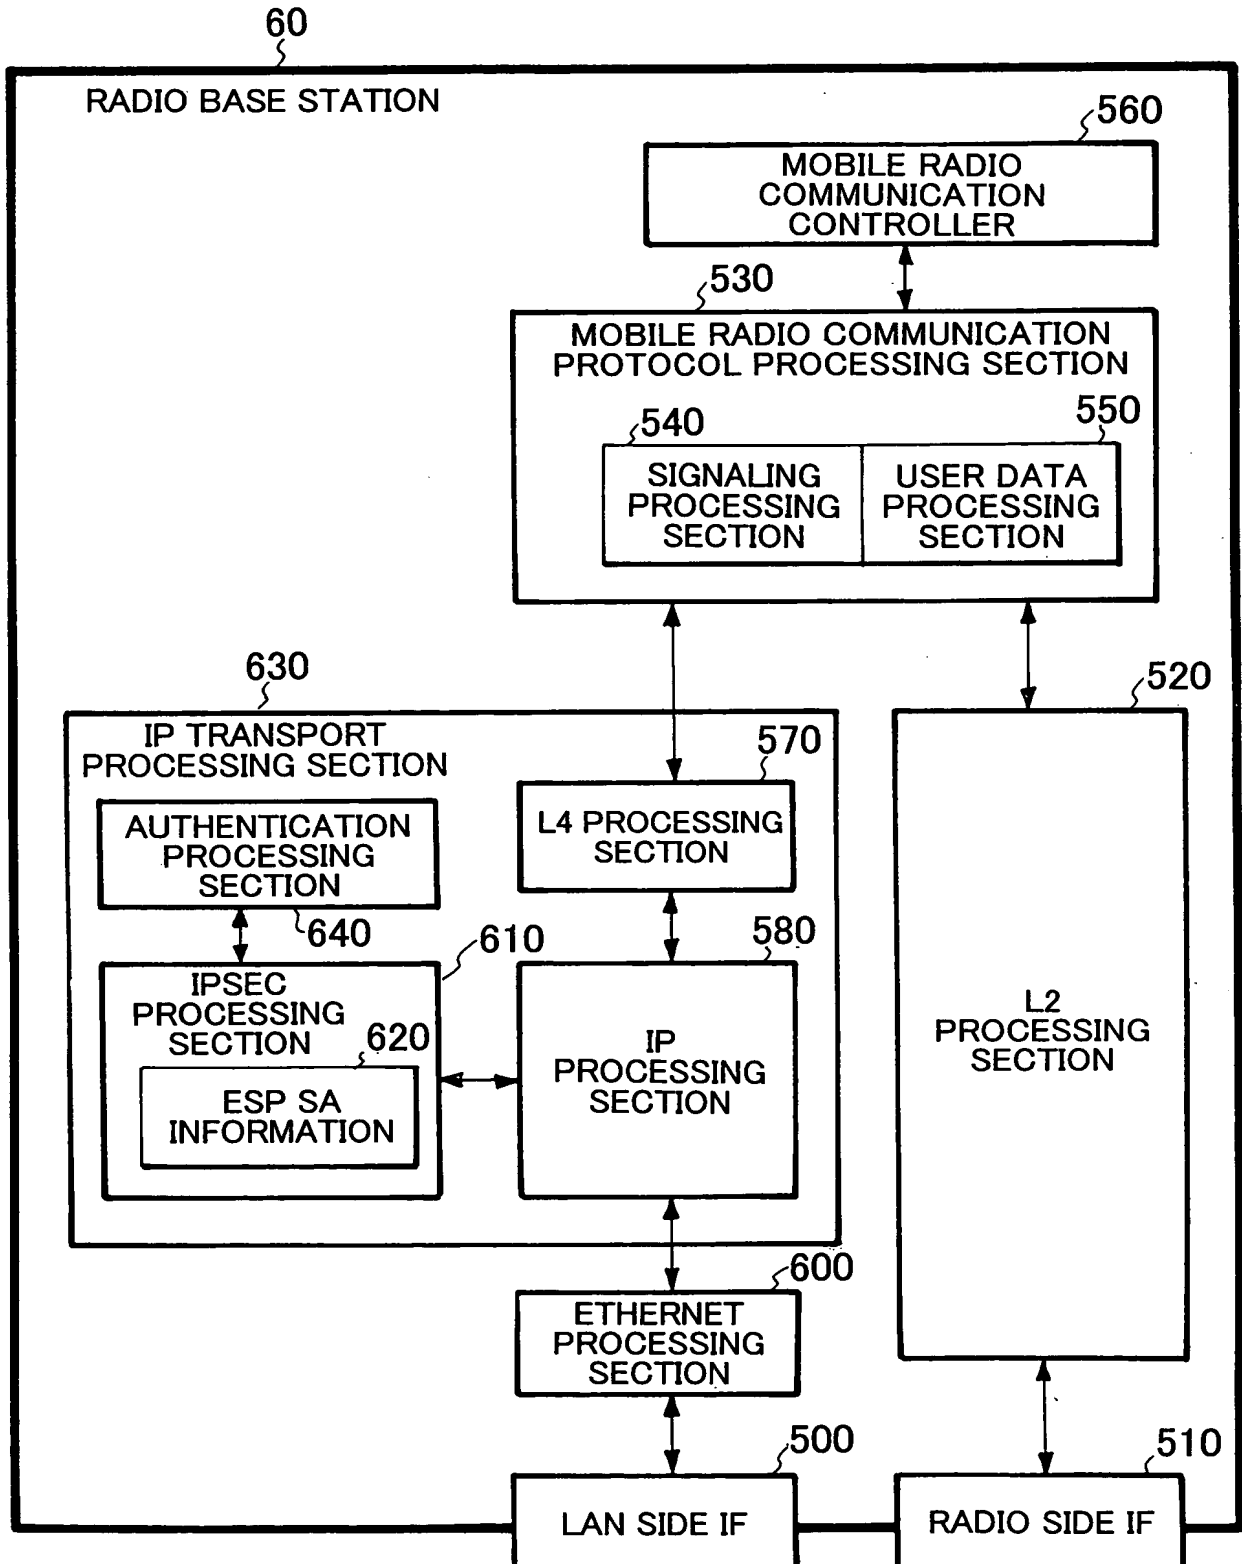 60
RADIO BASE STATION
560
MOBILE RADIO
COMMUNICATION
CONTROLLER
530
MOBILE RADIO COMMUNICATION
PROTOCOL PROCESSING SECTION
540
550
SIGNALING
PROCESSING
SECTION
USER DATA
PROCESSING
SECTION
630
520
IP TRANSPORT
PROCESSING SECTION
570
AUTHENTICATION
PROCESSING
SECTION
L4 PROCESSING
SECTION
640
610
580
IPSEC
PROCESSING
SECTION
620
ESP SA
INFORMATION
IP
PROCESSING
SECTION
L2
PROCESSING
SECTION
600
ETHERNET
PROCESSING
SECTION
500
510
LAN SIDE IF
RADIO SIDE IF